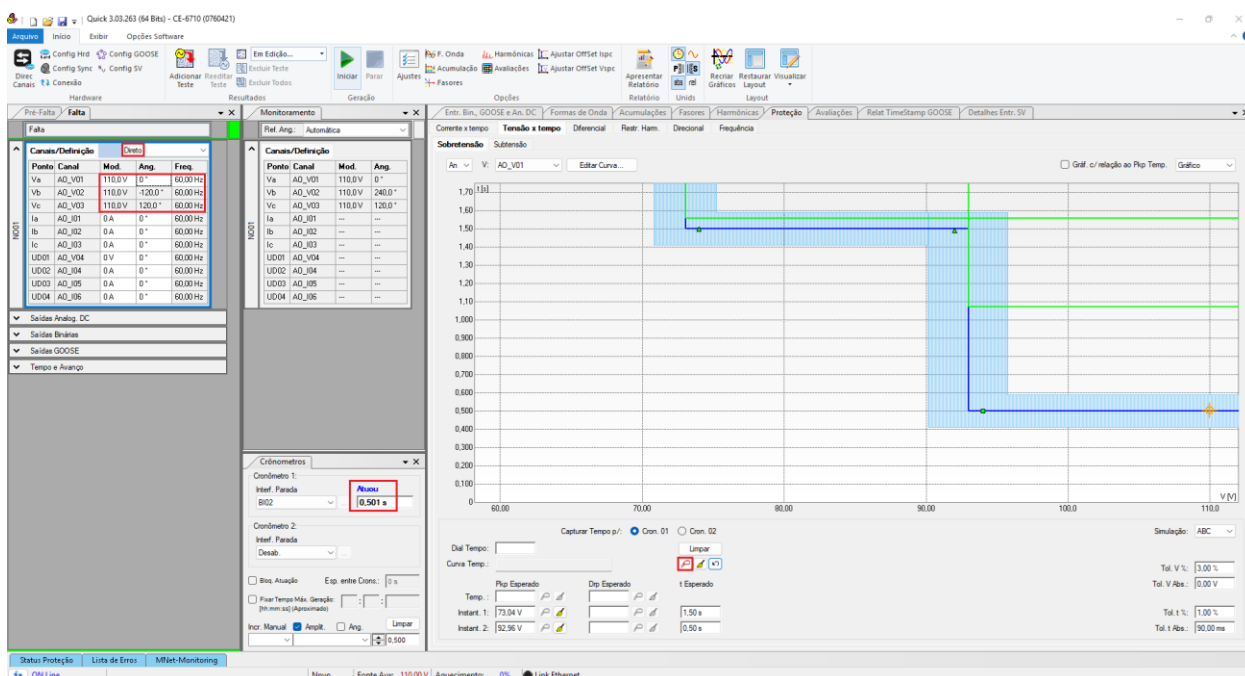 Quick 3.03.263 (64 Bits) - CE-6710 (0760421)
Arquivo Início Exibir Opções Software
Direc Canais
Config Hrd Config GOOSE
Config Sync Config SV
Conexão
Hardware
Adicionar Teste
Reeditar Teste
Em Edição...
Excluir Teste
Excluir Todos
Resultados
Iniciar Parar
Geração
Ajustes
F. Onda Harmônicas Ajustar OffSet Ispc
Acumulação Avaliações Ajustar OffSet Vspc
Fasores
Opções
Apresentar Relatório
Relatório
Unids
Recriar Gráficos
Restaurar Layout
Visualizar
Layout
Pré-Falta Falta
Falta
Canais/Definição Direto
Ponto Canal Mod. Ang. Freq.
Va AO_V01 110,0 V 0 ° 60,00 Hz
Vb AO_V02 110,0 V -120,0 ° 60,00 Hz
Vc AO_V03 110,0 V 120,0 ° 60,00 Hz
Ia AO_I01 0 A 0 ° 60,00 Hz
Ib AO_I02 0 A 0 ° 60,00 Hz
Ic AO_I03 0 A 0 ° 60,00 Hz
UD01 AO_V04 0 V 0 ° 60,00 Hz
UD02 AO_I04 0 A 0 ° 60,00 Hz
UD03 AO_I05 0 A 0 ° 60,00 Hz
UD04 AO_I06 0 A 0 ° 60,00 Hz
NO01
Saídas Analog. DC
Saídas Binárias
Saídas GOOSE
Tempo e Avanço
Monitoramento
Ref. Ang.: Automática
Canais/Definição
Ponto Canal Mod. Ang.
Va AO_V01 110,0 V 0 °
Vb AO_V02 110,0 V 240,0 °
Vc AO_V03 110,0 V 120,0 °
Ia AO_I01 --- ---
Ib AO_I02 --- ---
Ic AO_I03 --- ---
UD01 AO_V04 --- ---
UD02 AO_I04 --- ---
UD03 AO_I05 --- ---
UD04 AO_I06 --- ---
NO01
Crônometros
Cronômetro 1:
Interf. Parada Atuou
BI02 0,501 s
Cronômetro 2:
Interf. Parada
Desab.
Bloq. Atuação Esp. entre Crons.: 0 s
Fixar Tempo Máx. Geração:
[hh:mm:ss] (Aproximado)
Incr. Manual Amplit. Ang. Limpar
0,500
Entr. Bin., GOOSE e An. DC Formas de Onda Acumulações Fasores Harmônicas Proteção Avaliações Relat TimeStamp GOOSE Detalhes Entr. SV
Corrente x tempo Tensão x tempo Diferencial Restr. Harm. Direcional Frequência
Sobretensão Subtensão
An V: AO_V01 Editar Curva... Gráf. c/ relação ao Pkp Temp. Gráfico
t [s]
1,70
1,60
1,50
1,40
1,30
1,20
1,10
1,000
0,900
0,800
0,700
0,600
0,500
0,400
0,300
0,200
0,100
0
60,00 70,00 80,00 90,00 100,0 110,0
V [V]
Capturar Tempo p/: Cron. 01 Cron. 02 Simulação: ABC
Dial Tempo: Limpar
Curva Temp.: Tol. V %: 3,00 %
Pkp Esperado Drp Esperado t Esperado Tol. V Abs.: 0,00 V
Temp. :
Instant. 1: 73,04 V 1,50 s Tol. t %: 1,00 %
Instant. 2: 92,96 V 0,50 s Tol. t Abs.: 90,00 ms
Status Proteção Lista de Erros MNet-Monitoring
ON Line Novo Fonte Aux: 110,00 V Aquecimento: 0% Link Ethernet